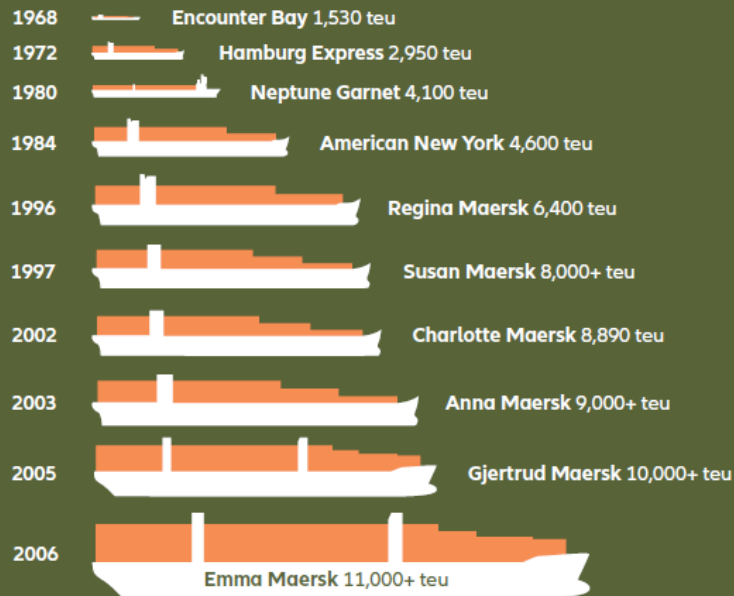 1968 Encounter Bay 1,530 teu
1972 Hamburg Express 2,950 teu
1980 Neptune Garnet 4,100 teu
1984 American New York 4,600 teu
1996 Regina Maersk 6,400 teu
1997 Susan Maersk 8,000+ teu
2002 Charlotte Maersk 8,890 teu
2003 Anna Maersk 9,000+ teu
2005 Gjertrud Maersk 10,000+ teu
2006 Emma Maersk 11,000+ teu